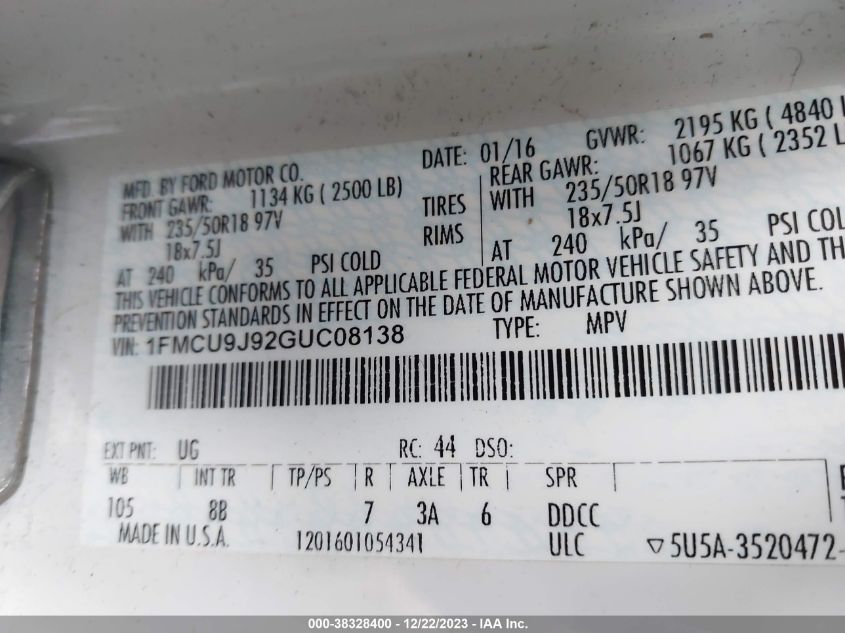 MFD. BY FORD MOTOR CO.
DATE: 01/16 GVWR: 2195 KG ( 4840
FRONT GAWR: 1134 KG ( 2500 LB)
REAR GAWR: 1067 KG ( 2352
WITH 235/50R18 97V TIRES WITH 235/50R18 97V
18x7.5J RIMS 18x7.5J
AT 240 kPa/ 35 PSI COLD AT 240 kPa/ 35 PSI COL
THIS VEHICLE CONFORMS TO ALL APPLICABLE FEDERAL MOTOR VEHICLE SAFETY AND TH
PREVENTION STANDARDS IN EFFECT ON THE DATE OF MANUFACTURE SHOWN ABOVE.
VIN: 1FMCU9J92GUC08138 TYPE: MPV
EXT PNT: UG RC: 44 DSO:
WB INT TR TP/PS R AXLE TR SPR
105 8B 7 3A 6 DDCC
MADE IN U.S.A. 1201601054341 ULC ▽5U5A-3520472-
000-38328400 - 12/22/2023 - IAA Inc.